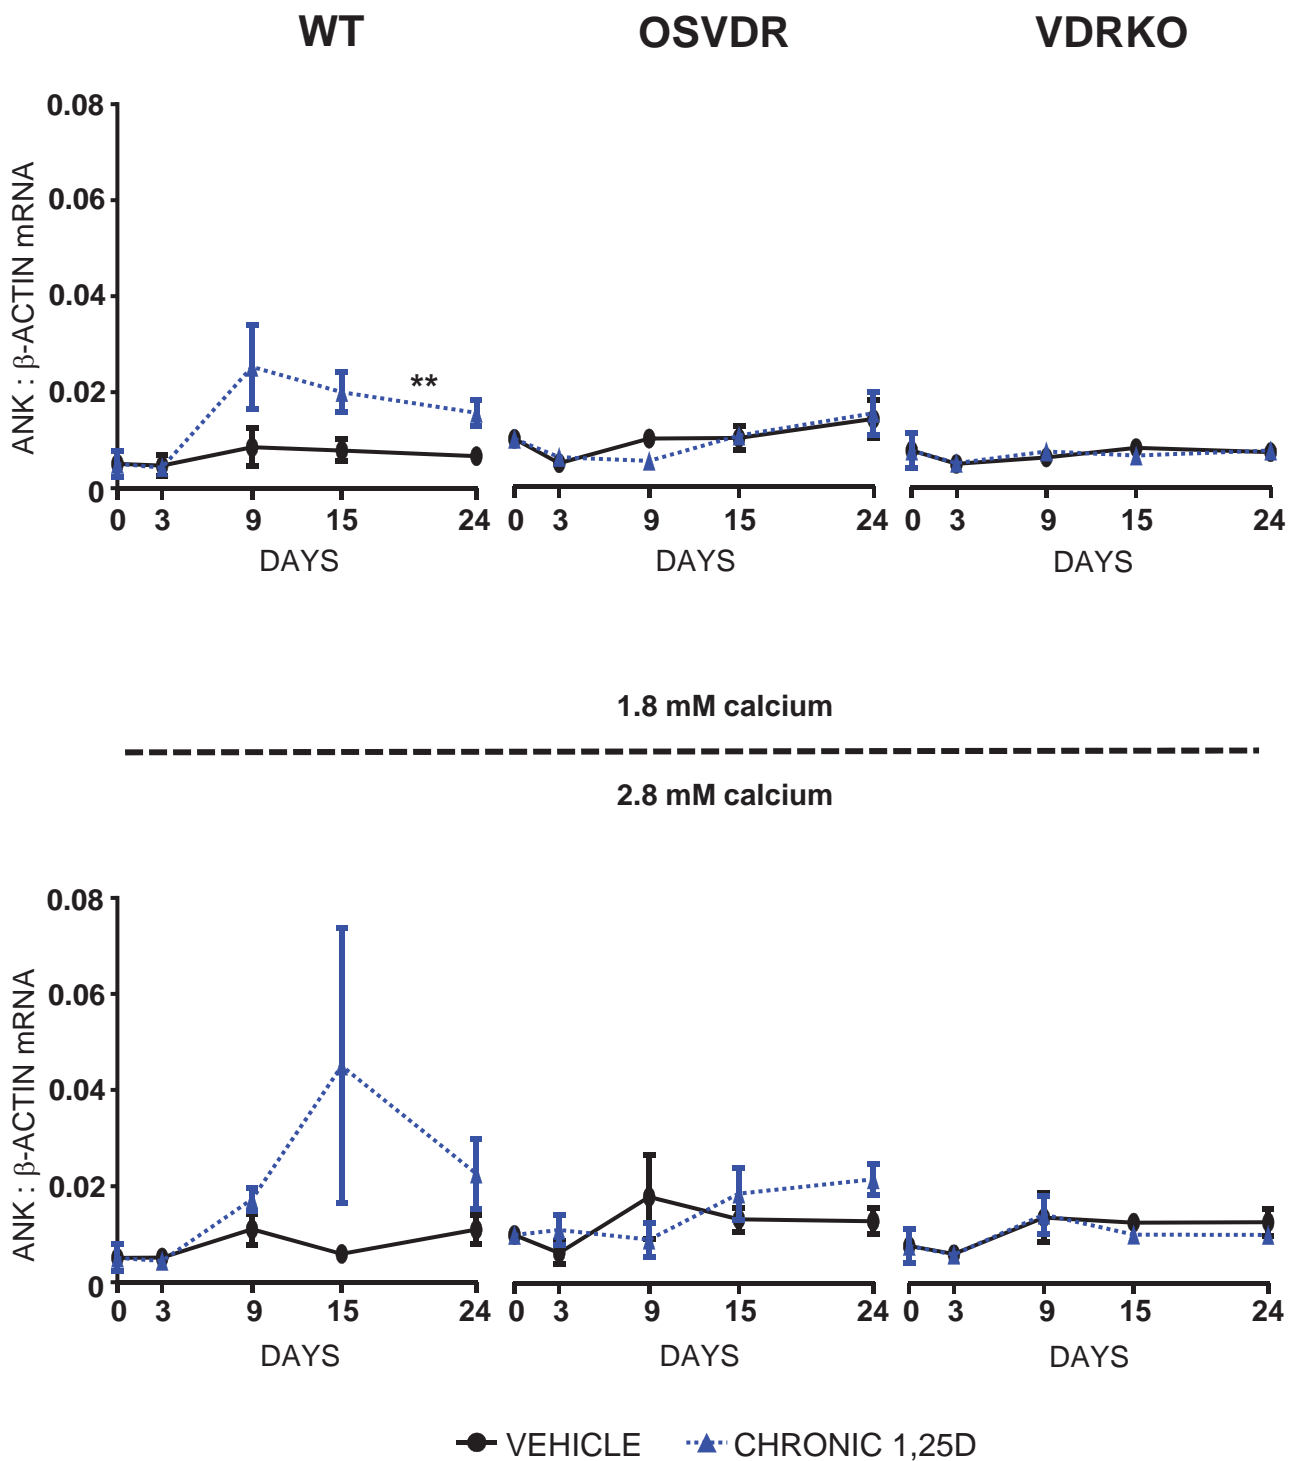 WT OSVDR VDRKO
ANK : β-ACTIN mRNA
0.08
0.06
0.04
0.02
0
**
0 3 9 15 24 0 3 9 15 24 0 3 9 15 24
DAYS DAYS DAYS
1.8 mM calcium
2.8 mM calcium
ANK : β-ACTIN mRNA
0.08
0.06
0.04
0.02
0
0 3 9 15 24 0 3 9 15 24 0 3 9 15 24
DAYS DAYS DAYS
VEHICLE CHRONIC 1,25D